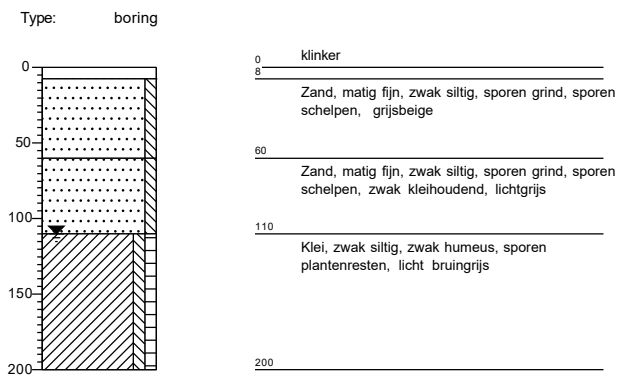 Type: boring
0
50
100
150
200
0
klinker
8
Zand, matig fijn, zwak siltig, sporen grind, sporen
schelpen, grijsbeige
60
Zand, matig fijn, zwak siltig, sporen grind, sporen
schelpen, zwak kleihoudend, lichtgrijs
110
Klei, zwak siltig, zwak humeus, sporen
plantenresten, licht bruingrijs
200